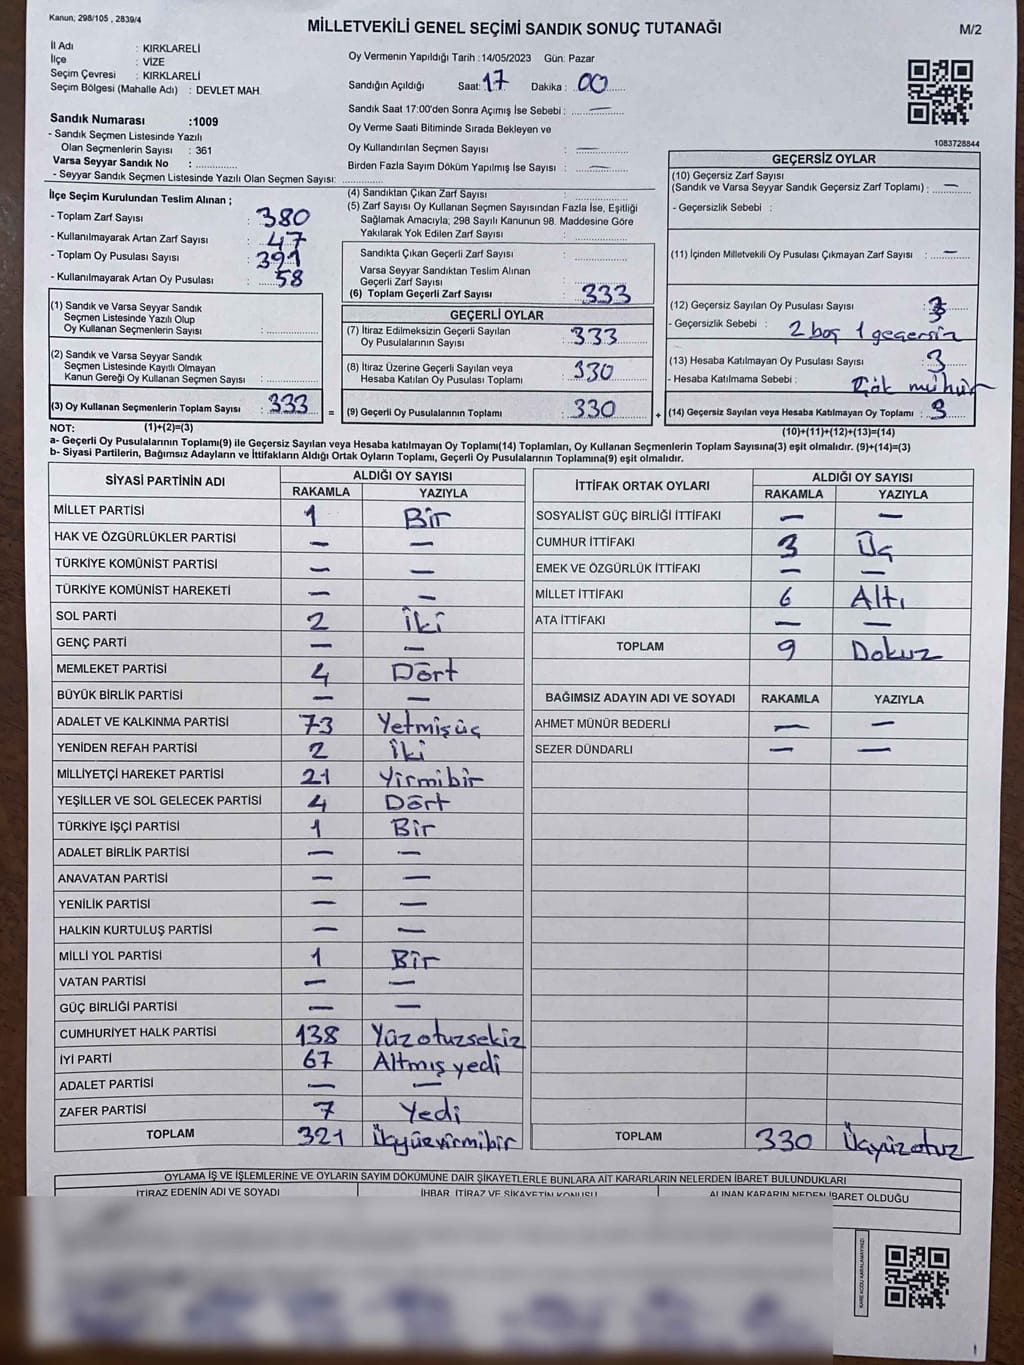 Kanun; 298/105 , 2839/4
MİLLETVEKİLİ GENEL SEÇİMİ SANDIK SONUÇ TUTANAĞI
M/2
İl Adı : KIRKLARELİ
İlçe : VİZE
Seçim Çevresi : KIRKLARELİ
Seçim Bölgesi (Mahalle Adı) : DEVLET MAH.
Sandık Numarası :1009
- Sandık Seçmen Listesinde Yazılı
Olan Seçmenlerin Sayısı : 361
Varsa Seyyar Sandık No :
- Seyyar Sandık Seçmen Listesinde Yazılı Olan Seçmen Sayısı:
Oy Vermenin Yapıldığı Tarih :14/05/2023 Gün: Pazar
Sandığın Açıldığı Saat: 17 Dakika : 00
Sandık Saat 17:00'den Sonra Açımış İse Sebebi : —
Oy Verme Saati Bitiminde Sırada Bekleyen ve
Oy Kullandırılan Seçmen Sayısı : —
Birden Fazla Sayım Döküm Yapılmış İse Sayısı : —
1083728844
İlçe Seçim Kurulundan Teslim Alınan ;
- Toplam Zarf Sayısı : 380
- Kullanılmayarak Artan Zarf Sayısı : 47
- Toplam Oy Pusulası Sayısı : 391
- Kullanılmayarak Artan Oy Pusulası : 58
(1) Sandık ve Varsa Seyyar Sandık
Seçmen Listesinde Yazılı Olup
Oy Kullanan Seçmenlerin Sayısı :
(2) Sandık ve Varsa Seyyar Sandık
Seçmen Listesinde Kayıtlı Olmayan
Kanun Gereği Oy Kullanan Seçmen Sayısı :
(3) Oy Kullanan Seçmenlerin Toplam Sayısı : 333 =
(1)+(2)=(3)
(4) Sandıktan Çıkan Zarf Sayısı :
(5) Zarf Sayısı Oy Kullanan Seçmen Sayısından Fazla İse, Eşitliği
Sağlamak Amacıyla; 298 Sayılı Kanunun 98. Maddesine Göre
Yakılarak Yok Edilen Zarf Sayısı :
Sandıkta Çıkan Geçerli Zarf Sayısı :
Varsa Seyyar Sandıktan Teslim Alınan
Geçerli Zarf Sayısı :
(6) Toplam Geçerli Zarf Sayısı : 333
GEÇERLİ OYLAR
(7) İtiraz Edilmeksizin Geçerli Sayılan
Oy Pusulalarının Sayısı : 333
(8) İtiraz Üzerine Geçerli Sayılan veya
Hesaba Katılan Oy Pusulası Toplamı : 330
(9) Geçerli Oy Pusulalarının Toplamı : 330 +
GEÇERSİZ OYLAR
(10) Geçersiz Zarf Sayısı
(Sandık ve Varsa Seyyar Sandık Geçersiz Zarf Toplamı) : —
- Geçersizlik Sebebi :
(11) İçinden Milletvekili Oy Pusulası Çıkmayan Zarf Sayısı : —
(12) Geçersiz Sayılan Oy Pusulası Sayısı : 3
- Geçersizlik Sebebi : 2 boş 1 geçersiz
(13) Hesaba Katılmayan Oy Pusulası Sayısı : 3
- Hesaba Katılmama Sebebi : Çok mühür
(14) Geçersiz Sayılan veya Hesaba Katılmayan Oy Toplamı : 3
(10)+(11)+(12)+(13)=(14)
NOT:
a- Geçerli Oy Pusulalarının Toplamı(9) ile Geçersiz Sayılan veya Hesaba katılmayan Oy Toplamı(14) Toplamları, Oy Kullanan Seçmenlerin Toplam Sayısına(3) eşit olmalıdır. (9)+(14)=(3)
b- Siyasi Partilerin, Bağımsız Adayların ve İttifakların Aldığı Ortak Oyların Toplamı, Geçerli Oy Pusulalarının Toplamına(9) eşit olmalıdır.
SİYASİ PARTİNİN ADI ALDIĞI OY SAYISI
RAKAMLA YAZIYLA
MİLLET PARTİSİ 1 Bir
HAK VE ÖZGÜRLÜKLER PARTİSİ — —
TÜRKİYE KOMÜNİST PARTİSİ — —
TÜRKİYE KOMÜNİST HAREKETİ — —
SOL PARTİ 2 İki
GENÇ PARTİ — —
MEMLEKET PARTİSİ 4 Dört
BÜYÜK BİRLİK PARTİSİ — —
ADALET VE KALKINMA PARTİSİ 73 Yetmişüç
YENİDEN REFAH PARTİSİ 2 İki
MİLLİYETÇİ HAREKET PARTİSİ 21 Yirmibir
YEŞİLLER VE SOL GELECEK PARTİSİ 4 Dört
TÜRKİYE İŞÇİ PARTİSİ 1 Bir
ADALET BİRLİK PARTİSİ — —
ANAVATAN PARTİSİ — —
YENİLİK PARTİSİ — —
HALKIN KURTULUŞ PARTİSİ — —
MİLLİ YOL PARTİSİ 1 Bir
VATAN PARTİSİ — —
GÜÇ BİRLİĞİ PARTİSİ — —
CUMHURİYET HALK PARTİSİ 138 Yüzotuzsekiz
İYİ PARTİ 67 Altmış yedi
ADALET PARTİSİ — —
ZAFER PARTİSİ 7 Yedi
TOPLAM 321 Üçyüzyirmibir
İTTİFAK ORTAK OYLARI ALDIĞI OY SAYISI
RAKAMLA YAZIYLA
SOSYALİST GÜÇ BİRLİĞİ İTTİFAKI — —
CUMHUR İTTİFAKI 3 Üç
EMEK VE ÖZGÜRLÜK İTTİFAKI — —
MİLLET İTTİFAKI 6 Altı
ATA İTTİFAKI — —
TOPLAM 9 Dokuz
BAĞIMSIZ ADAYIN ADI VE SOYADI RAKAMLA YAZIYLA
AHMET MÜNÜR BEDERLİ — —
SEZER DÜNDARLI — —
TOPLAM 330 Üçyüzotuz
OYLAMA İŞ VE İŞLEMLERİNE VE OYLARIN SAYIM DÖKÜMÜNE DAİR ŞİKAYETLERLE BUNLARA AİT KARARLARIN NELERDEN İBARET BULUNDUKLARI
İTİRAZ EDENİN ADI VE SOYADI İHBAR, İTİRAZ VE ŞİKAYETİN KONUSU ALINAN KARARIN NEDEN İBARET OLDUĞU
KARE KODU KARALAMAYINIZ!